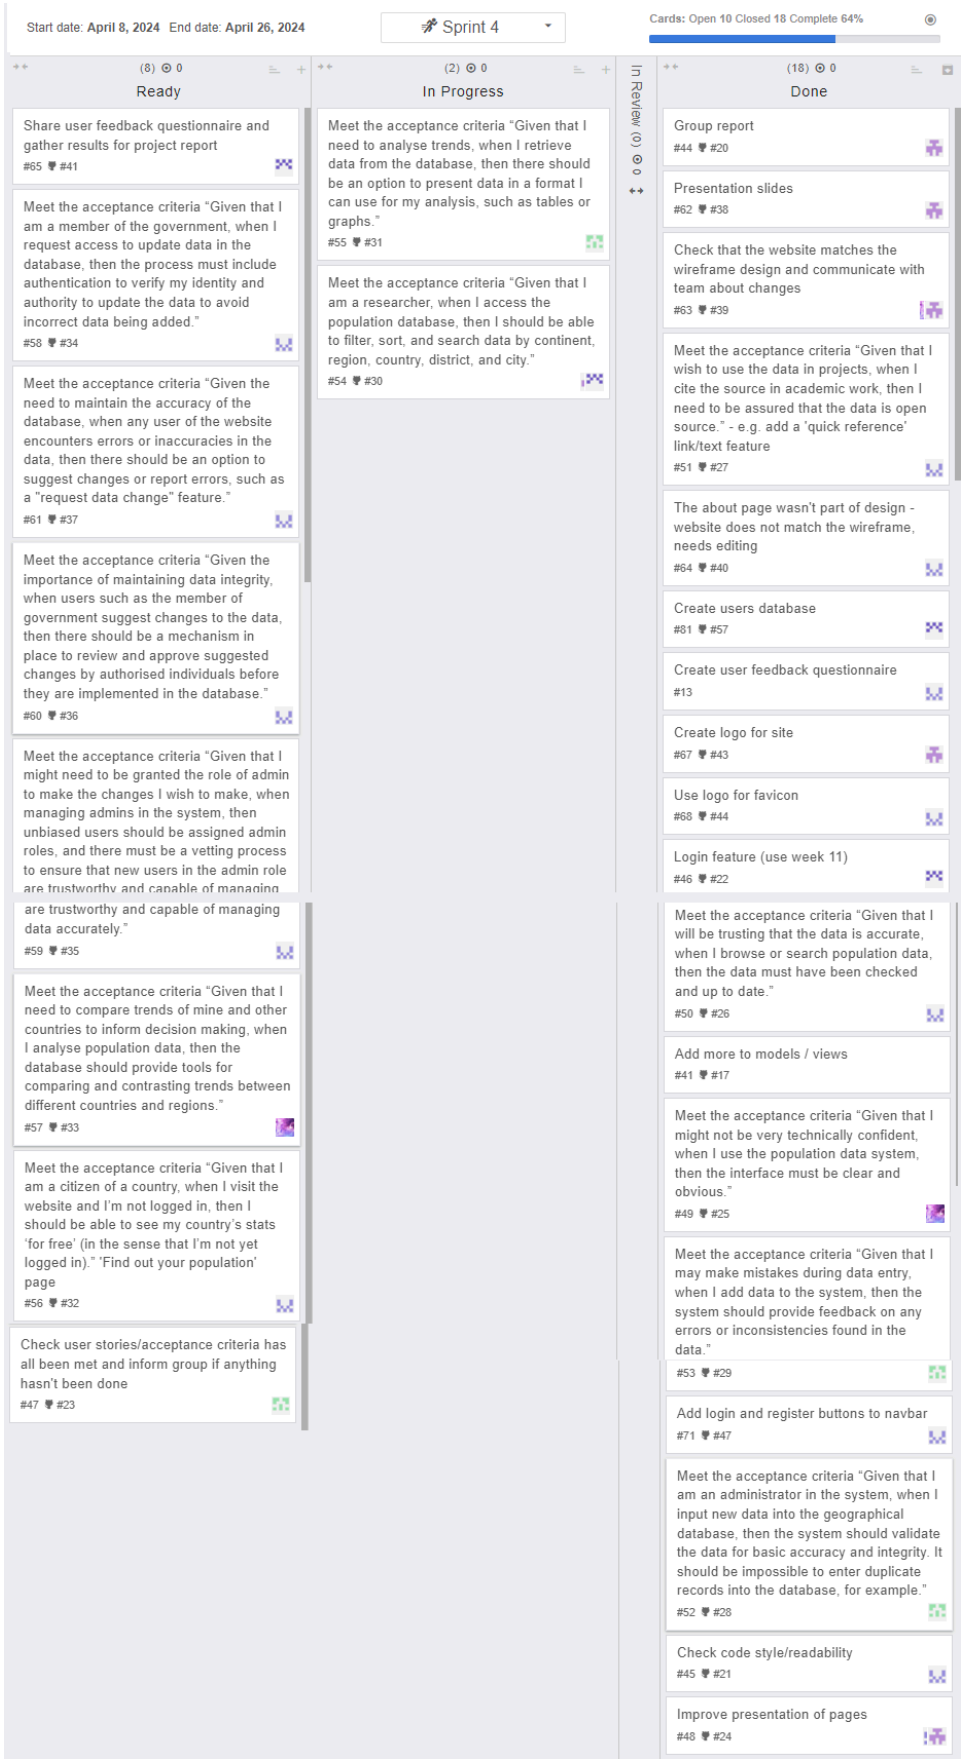 Start date: April 8, 2024 End date: April 26, 2024
Sprint 4
Cards: Open 10 Closed 18 Complete 64%
(8) 0
Ready
Share user feedback questionnaire and
gather results for project report
#65 #41
Meet the acceptance criteria “Given that I
am a member of the government, when I
request access to update data in the
database, then the process must include
authentication to verify my identity and
authority to update the data to avoid
incorrect data being added.”
#58 #34
Meet the acceptance criteria “Given the
need to maintain the accuracy of the
database, when any user of the website
encounters errors or inaccuracies in the
data, then there should be an option to
suggest changes or report errors, such as
a "request data change" feature.”
#61 #37
Meet the acceptance criteria “Given the
importance of maintaining data integrity,
when users such as the member of
government suggest changes to the data,
then there should be a mechanism in
place to review and approve suggested
changes by authorised individuals before
they are implemented in the database.”
#60 #36
Meet the acceptance criteria “Given that I
might need to be granted the role of admin
to make the changes I wish to make, when
managing admins in the system, then
unbiased users should be assigned admin
roles, and there must be a vetting process
to ensure that new users in the admin role
are trustworthy and capable of managing
are trustworthy and capable of managing
data accurately.”
#59 #35
Meet the acceptance criteria “Given that I
need to compare trends of mine and other
countries to inform decision making, when
I analyse population data, then the
database should provide tools for
comparing and contrasting trends between
different countries and regions.”
#57 #33
Meet the acceptance criteria “Given that I
am a citizen of a country, when I visit the
website and I’m not logged in, then I
should be able to see my country’s stats
‘for free’ (in the sense that I’m not yet
logged in).” 'Find out your population'
page
#56 #32
Check user stories/acceptance criteria has
all been met and inform group if anything
hasn't been done
#47 #23
(2) 0
In Progress
Meet the acceptance criteria “Given that I
need to analyse trends, when I retrieve
data from the database, then there should
be an option to present data in a format I
can use for my analysis, such as tables or
graphs.”
#55 #31
Meet the acceptance criteria “Given that I
am a researcher, when I access the
population database, then I should be able
to filter, sort, and search data by continent,
region, country, district, and city.”
#54 #30
In Review (0) 0
(18) 0
Done
Group report
#44 #20
Presentation slides
#62 #38
Check that the website matches the
wireframe design and communicate with
team about changes
#63 #39
Meet the acceptance criteria “Given that I
wish to use the data in projects, when I
cite the source in academic work, then I
need to be assured that the data is open
source.” - e.g. add a 'quick reference'
link/text feature
#51 #27
The about page wasn't part of design -
website does not match the wireframe,
needs editing
#64 #40
Create users database
#81 #57
Create user feedback questionnaire
#13
Create logo for site
#67 #43
Use logo for favicon
#68 #44
Login feature (use week 11)
#46 #22
Meet the acceptance criteria “Given that I
will be trusting that the data is accurate,
when I browse or search population data,
then the data must have been checked
and up to date.”
#50 #26
Add more to models / views
#41 #17
Meet the acceptance criteria “Given that I
might not be very technically confident,
when I use the population data system,
then the interface must be clear and
obvious.”
#49 #25
Meet the acceptance criteria “Given that I
may make mistakes during data entry,
when I add data to the system, then the
system should provide feedback on any
errors or inconsistencies found in the
data.”
#53 #29
Add login and register buttons to navbar
#71 #47
Meet the acceptance criteria “Given that I
am an administrator in the system, when I
input new data into the geographical
database, then the system should validate
the data for basic accuracy and integrity. It
should be impossible to enter duplicate
records into the database, for example.”
#52 #28
Check code style/readability
#45 #21
Improve presentation of pages
#48 #24